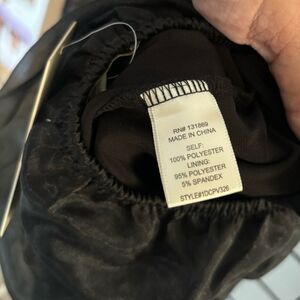 RN# 131869
MADE IN CHINA
SELF:
100% POLYESTER
LINING:
95% POLYESTER
5% SPANDEX
STYLE#1DCPV326